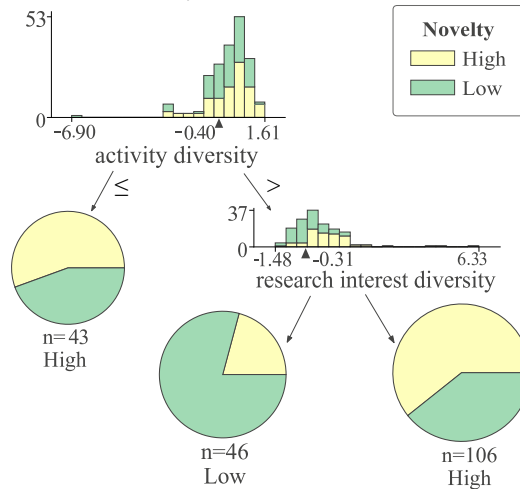 53
0
-6.90
-0.40
1.61
activity diversity
Novelty
High
Low
≤
>
37
0
-1.48
-0.31
6.33
research interest diversity
n=43
High
n=46
Low
n=106
High